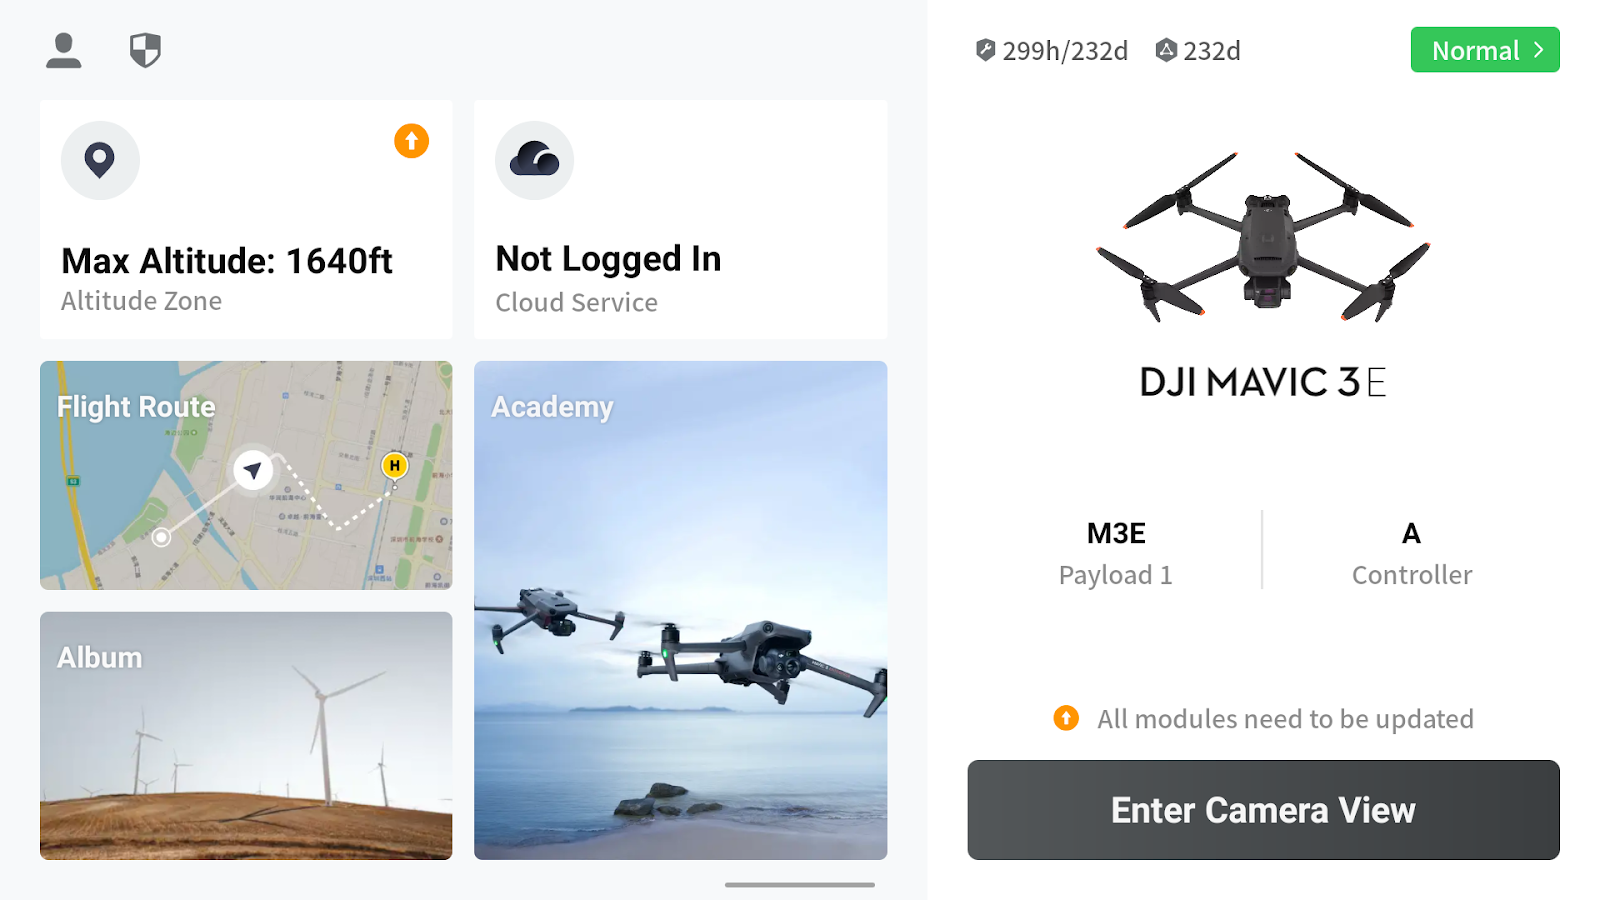 299h/232d
232d
Normal
Max Altitude: 1640ft
Altitude Zone
Not Logged In
Cloud Service
Flight Route
H
Academy
Album
DJI MAVIC 3E
M3E
Payload 1
A
Controller
All modules need to be updated
Enter Camera View